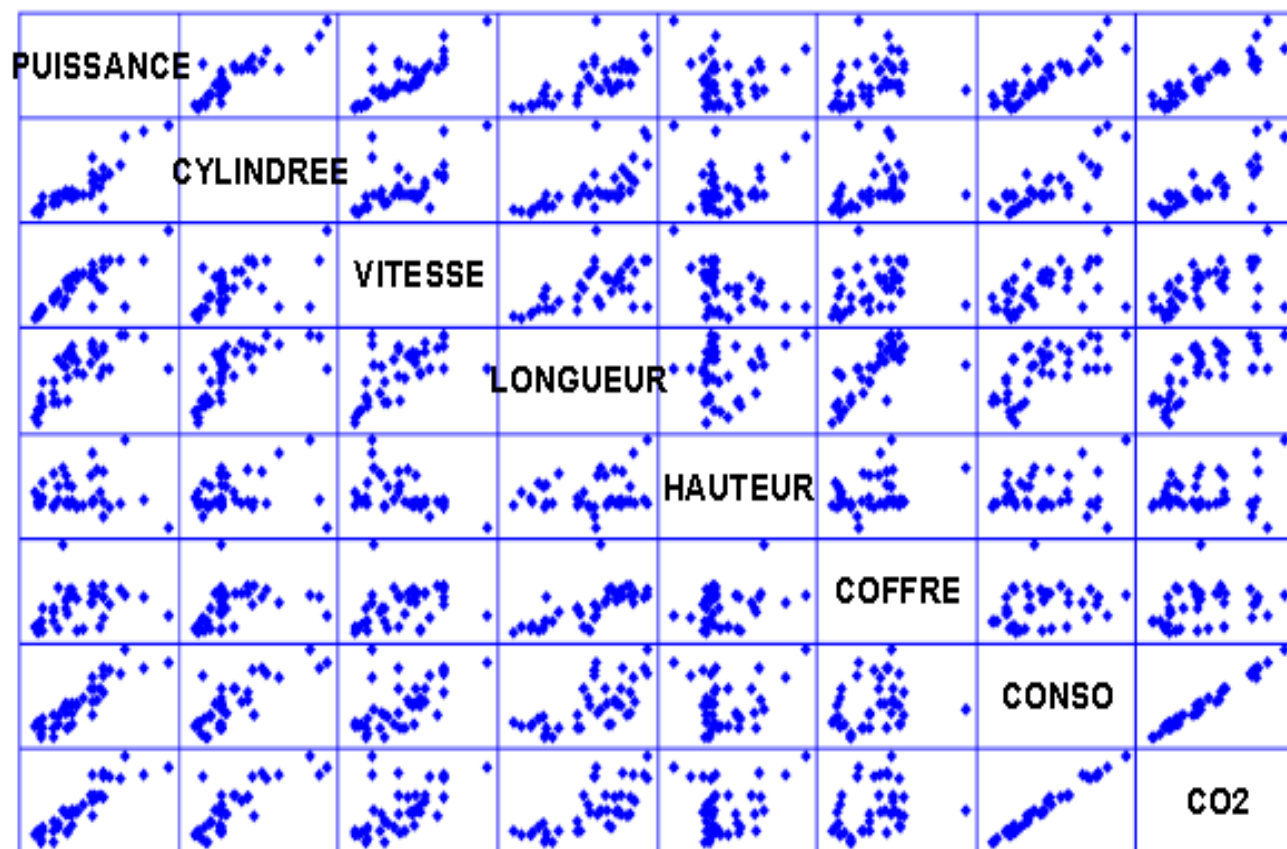 PUISSANCE
CYLINDREE
VITESSE
LONGUEUR
HAUTEUR
COFFRE
CONSO
CO2